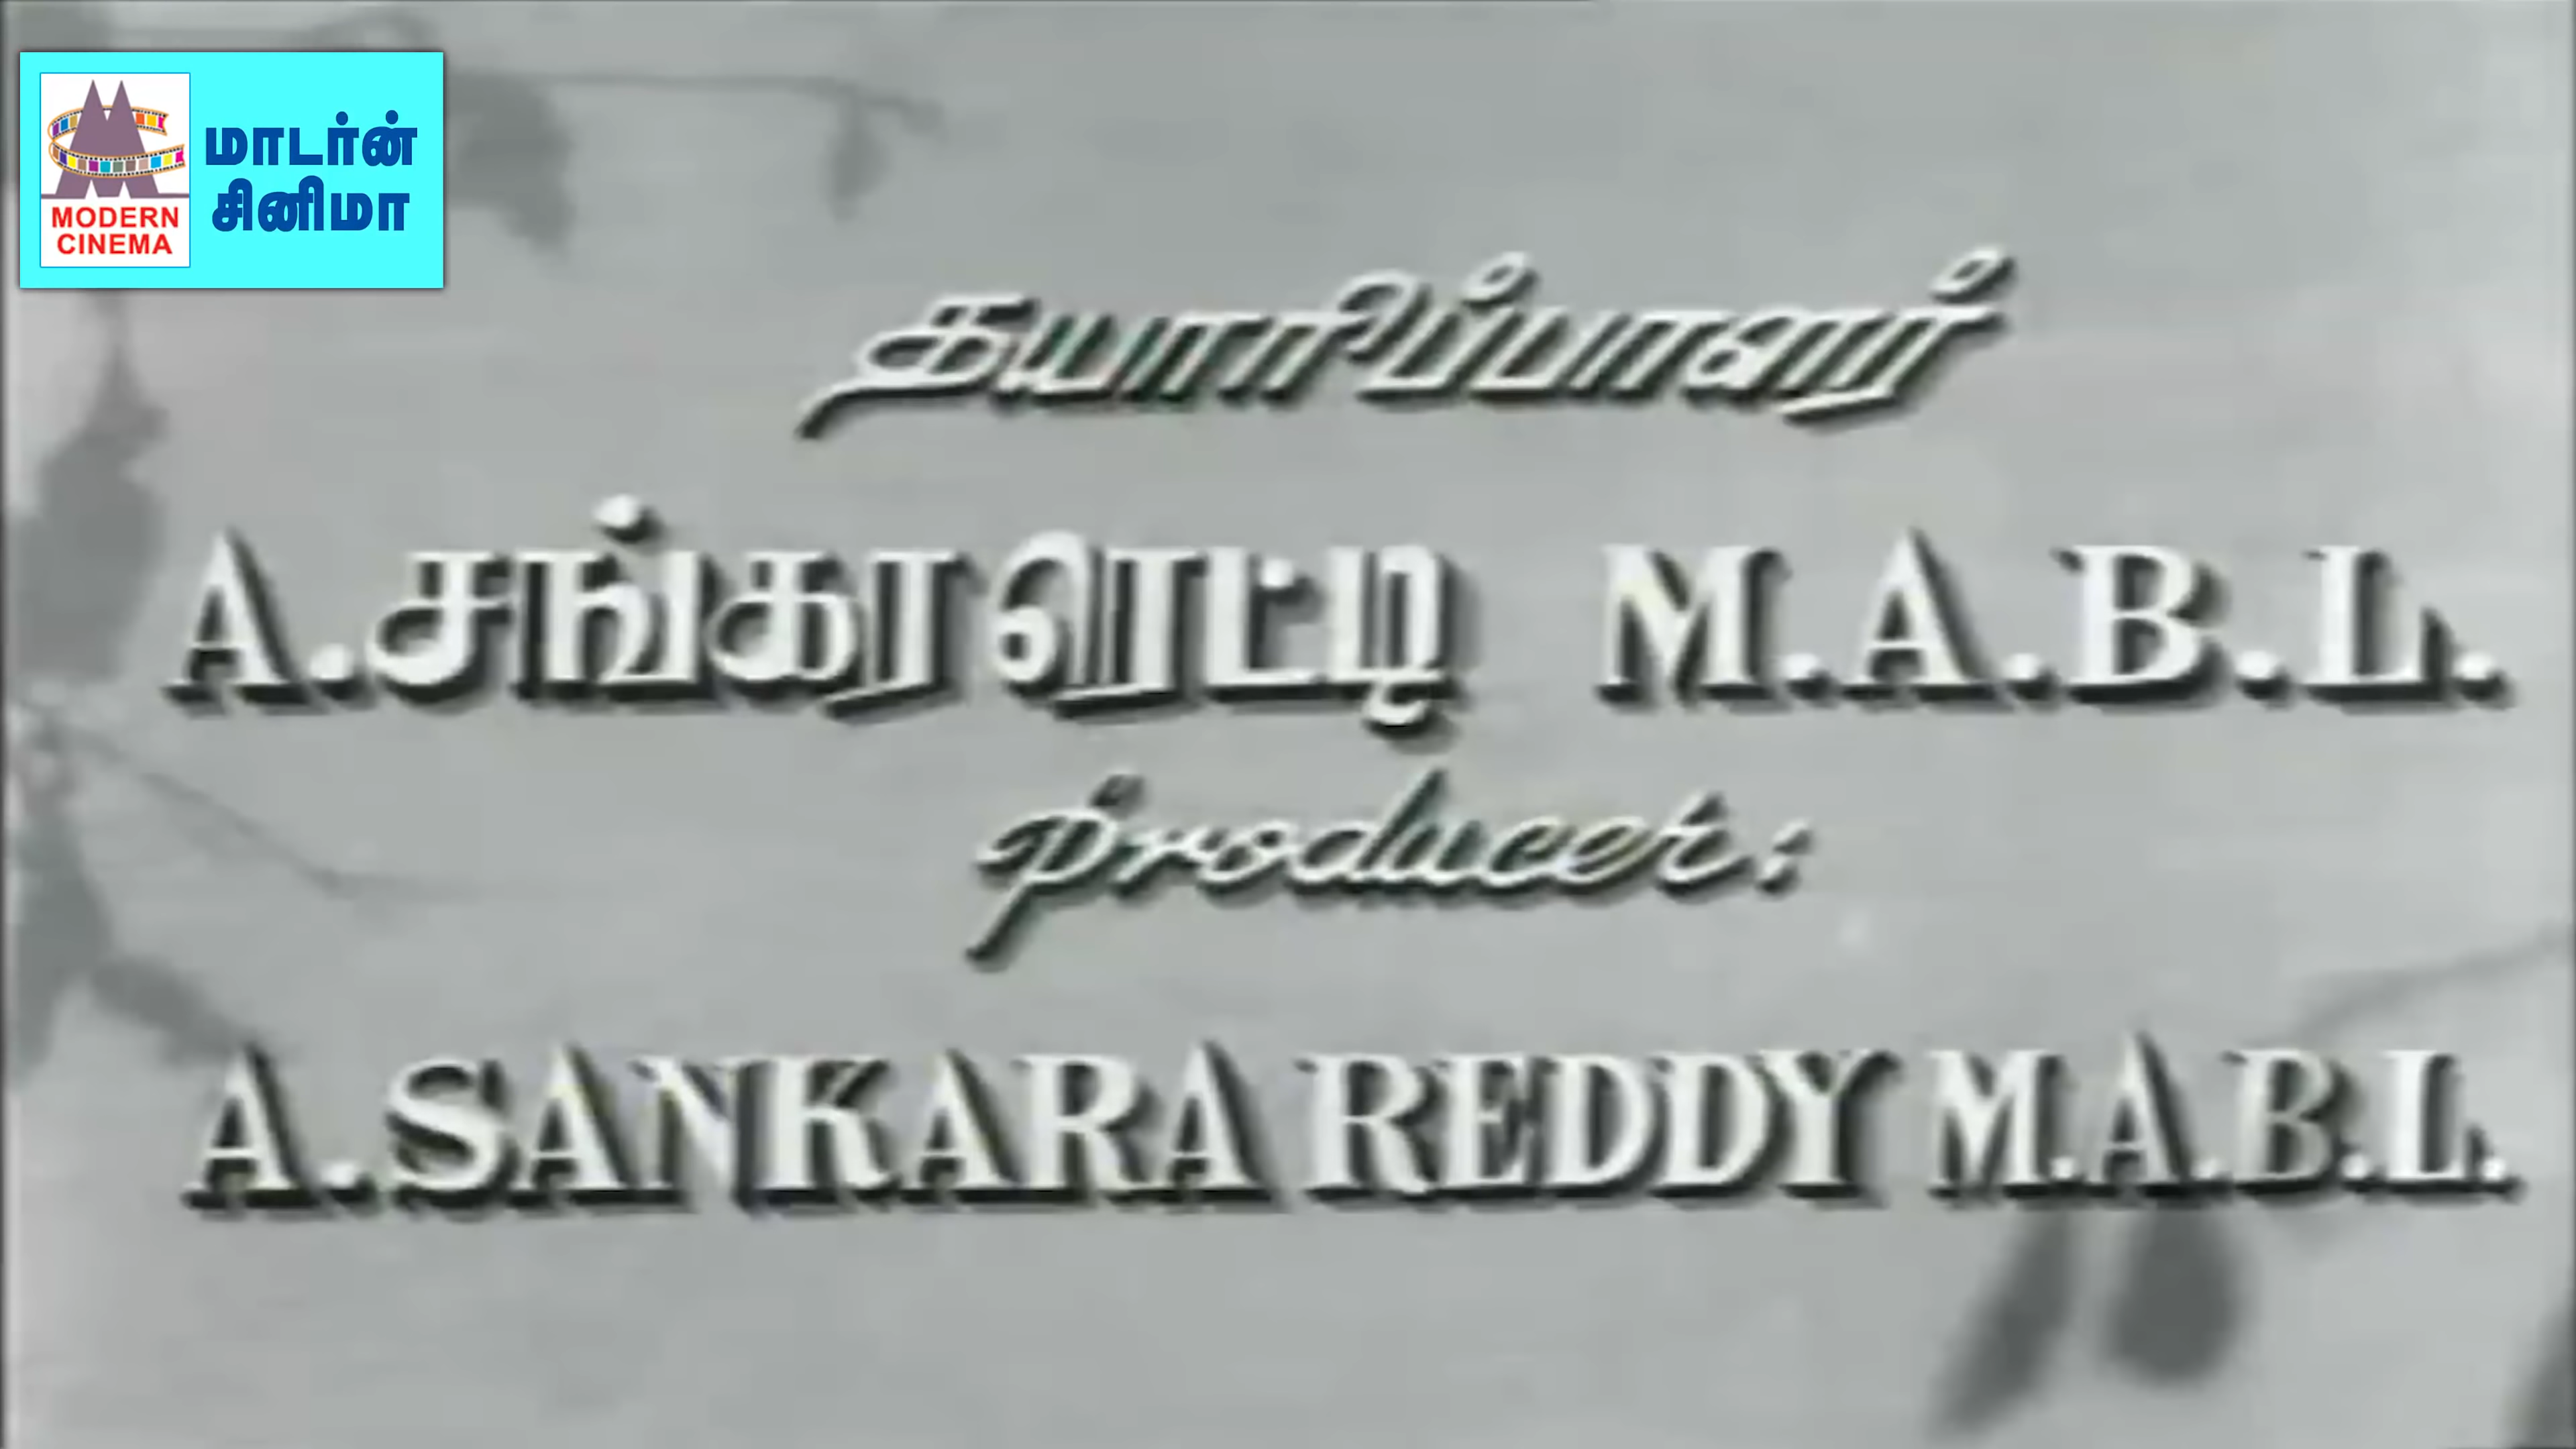 மாடர்ன்
சினிமா
MODERN
CINEMA
தயாரிப்பாளர்
A.சங்கரரெட்டி M.A.B.L.
producer:
A.SANKARA REDDY M.A.B.L.